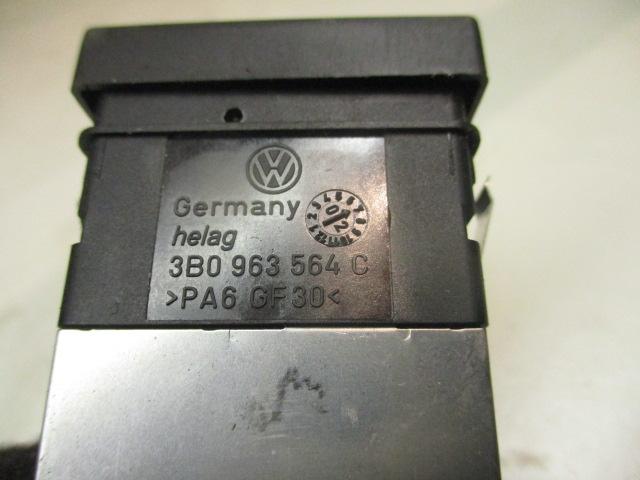 Germany
helag
3B0 963 564 C
>PA6 GF30<